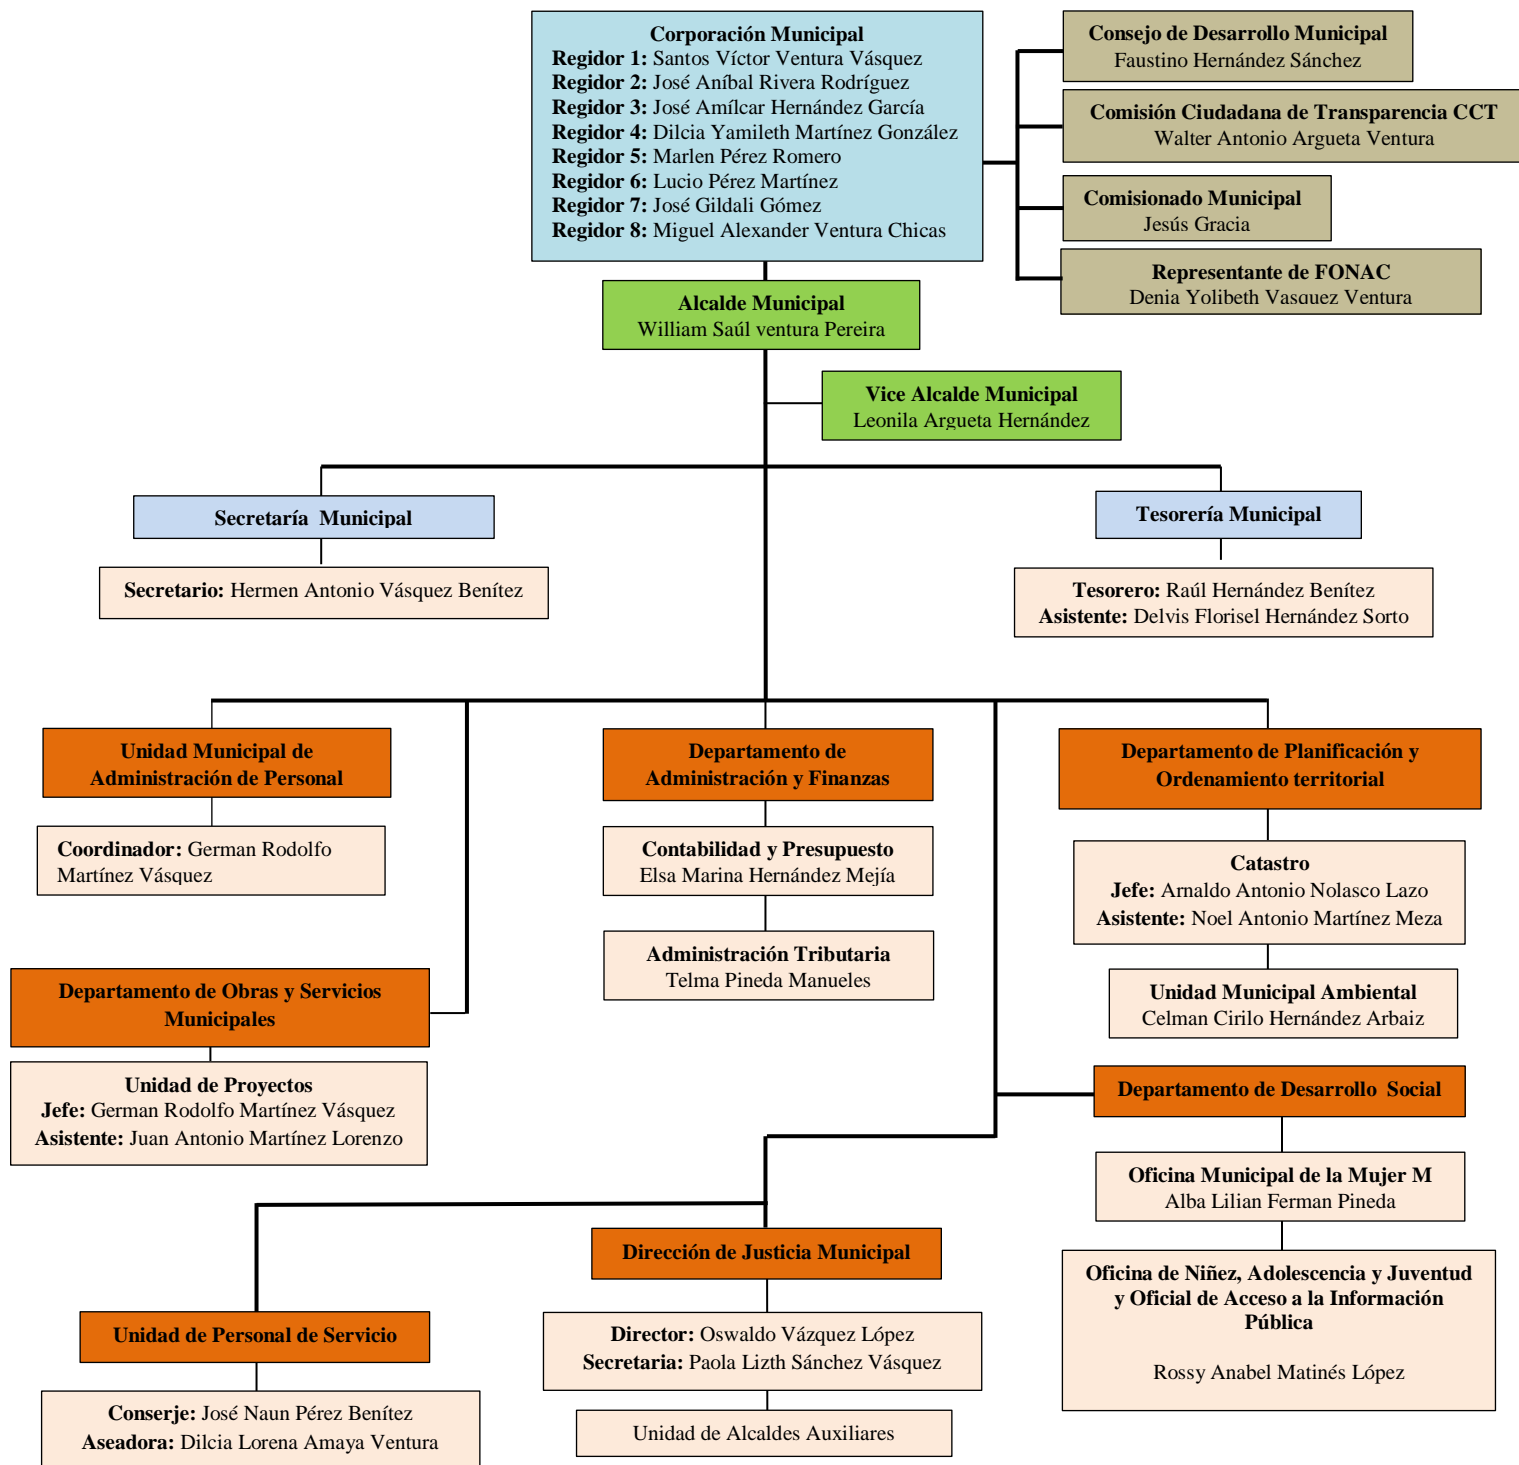 Corporación Municipal
Regidor 1: Santos Víctor Ventura Vásquez
Regidor 2: José Aníbal Rivera Rodríguez
Regidor 3: José Amílcar Hernández García
Regidor 4: Dilcia Yamileth Martínez González
Regidor 5: Marlen Pérez Romero
Regidor 6: Lucio Pérez Martínez
Regidor 7: José Gildali Gómez
Regidor 8: Miguel Alexander Ventura Chicas
Consejo de Desarrollo Municipal
Faustino Hernández Sánchez
Comisión Ciudadana de Transparencia CCT
Walter Antonio Argueta Ventura
Comisionado Municipal
Jesús Gracia
Representante de FONAC
Denia Yolibeth Vasquez Ventura
Alcalde Municipal
William Saúl ventura Pereira
Vice Alcalde Municipal
Leonila Argueta Hernández
Secretaría Municipal
Secretario: Hermen Antonio Vásquez Benítez
Tesorería Municipal
Tesorero: Raúl Hernández Benítez
Asistente: Delvis Florisel Hernández Sorto
Unidad Municipal de
Administración de Personal
Coordinador: German Rodolfo
Martínez Vásquez
Departamento de
Administración y Finanzas
Contabilidad y Presupuesto
Elsa Marina Hernández Mejía
Administración Tributaria
Telma Pineda Manueles
Departamento de Planificación y
Ordenamiento territorial
Catastro
Jefe: Arnaldo Antonio Nolasco Lazo
Asistente: Noel Antonio Martínez Meza
Unidad Municipal Ambiental
Celman Cirilo Hernández Arbaiz
Departamento de Obras y Servicios
Municipales
Unidad de Proyectos
Jefe: German Rodolfo Martínez Vásquez
Asistente: Juan Antonio Martínez Lorenzo
Departamento de Desarrollo Social
Oficina Municipal de la Mujer M
Alba Lilian Ferman Pineda
Oficina de Niñez, Adolescencia y Juventud
y Oficial de Acceso a la Información
Pública
Rossy Anabel Matinés López
Dirección de Justicia Municipal
Director: Oswaldo Vázquez López
Secretaria: Paola Lizth Sánchez Vásquez
Unidad de Alcaldes Auxiliares
Unidad de Personal de Servicio
Conserje: José Naun Pérez Benítez
Aseadora: Dilcia Lorena Amaya Ventura